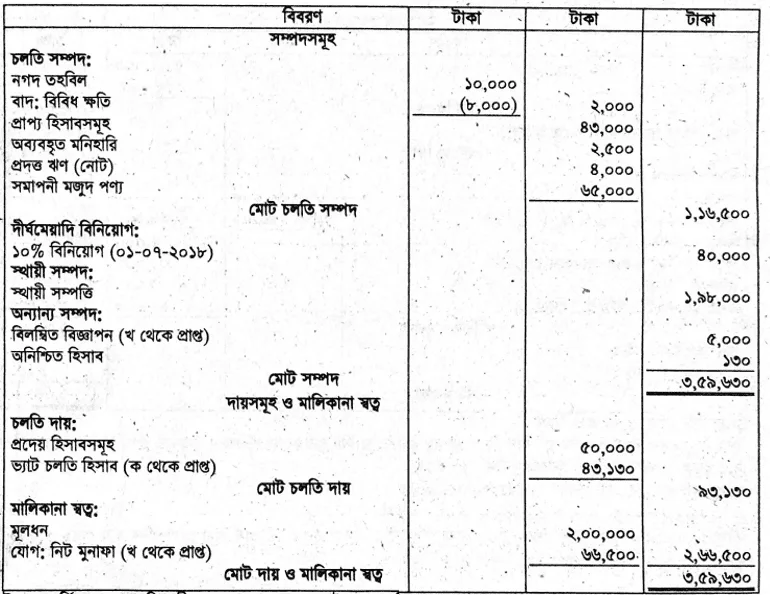 বিবরণ টাকা টাকা টাকা
সম্পদসমূহ
চলতি সম্পদ:
নগদ তহবিল ১০,০০০
বাদ: বিবিধ ক্ষতি (৮,০০০) ২,০০০
প্রাপ্য হিসাবসমূহ ৪৩,০০০
অব্যবহৃত মনিহারি ২,৫০০
প্রদত্ত ঋণ (নোট) ৪,০০০
সমাপনী মজুদ পণ্য ৬৫,০০০
মোট চলতি সম্পদ ১,১৬,৫০০
দীর্ঘমেয়াদি বিনিয়োগ:
১০% বিনিয়োগ (০১-০৭-২০১৮) ৪০,০০০
স্থায়ী সম্পদ:
স্থায়ী সম্পত্তি ১,৯৮,০০০
অন্যান্য সম্পদ:
বিলম্বিত বিজ্ঞাপন (খ থেকে প্রাপ্ত) ৫,০০০
অনিশ্চিত হিসাব ১৩০
মোট সম্পদ ৩,৫৯,৬৩০
দায়সমূহ ও মালিকানা স্বত্ব
চলতি দায়:
প্রদেয় হিসাবসমূহ ৫০,০০০
ভ্যাট চলতি হিসাব (ক থেকে প্রাপ্ত) ৪৩,১৩০
মোট চলতি দায় ৯৩,১৩০
মালিকানা স্বত্ব:
মূলধন ২,০০,০০০
যোগ: নিট মুনাফা (খ থেকে প্রাপ্ত) ৬৬,৫০০ ২,৬৬,৫০০
মোট দায় ও মালিকানা স্বত্ব ৩,৫৯,৬৩০